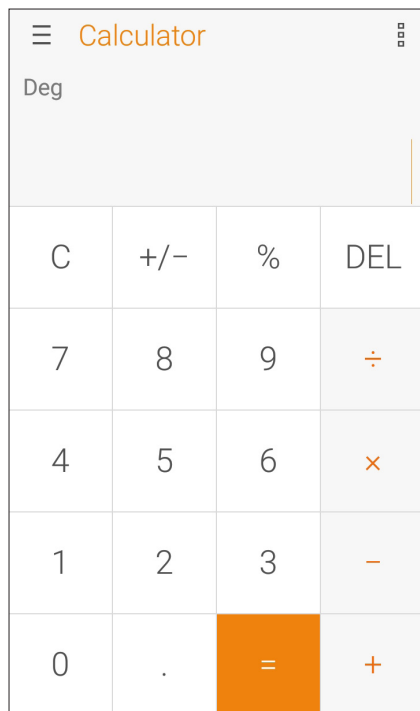 Calculator
Deg
C +/− % DEL
7 8 9 ÷
4 5 6 ×
1 2 3 −
0 . = +